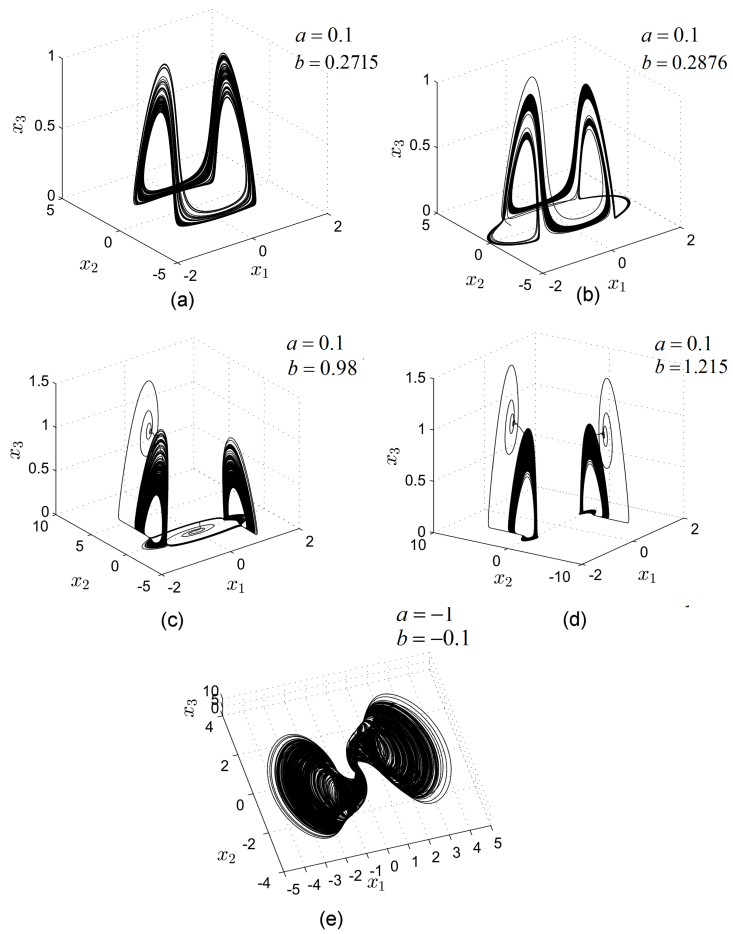 a = 0.1
b = 0.2715
1
0.5
0
x3
5
0
-5
x2
-2
0
2
x1
(a)
a = 0.1
b = 0.2876
1
0.5
0
x3
5
0
-5
x2
-2
0
2
x1
(b)
a = 0.1
b = 0.98
1.5
1
0.5
0
x3
10
5
0
-5
x2
-2
0
2
x1
(c)
a = 0.1
b = 1.215
1.5
1
0.5
0
x3
10
0
-10
x2
-2
0
2
x1
(d)
a = −1
b = −0.1
10
5
0
x3
4
2
0
-2
-4
x2
-5 -4 -3 -2 -1 0 1 2 3 4 5
x1
(e)